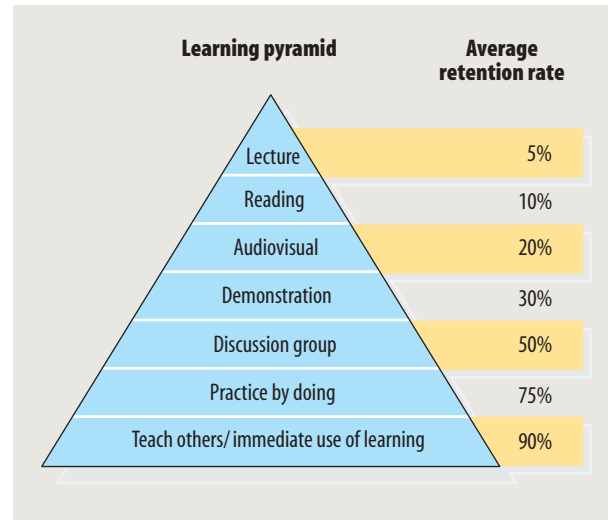 Learning pyramid
Average
retention rate
Lecture 5%
Reading 10%
Audiovisual 20%
Demonstration 30%
Discussion group 50%
Practice by doing 75%
Teach others/ immediate use of learning 90%